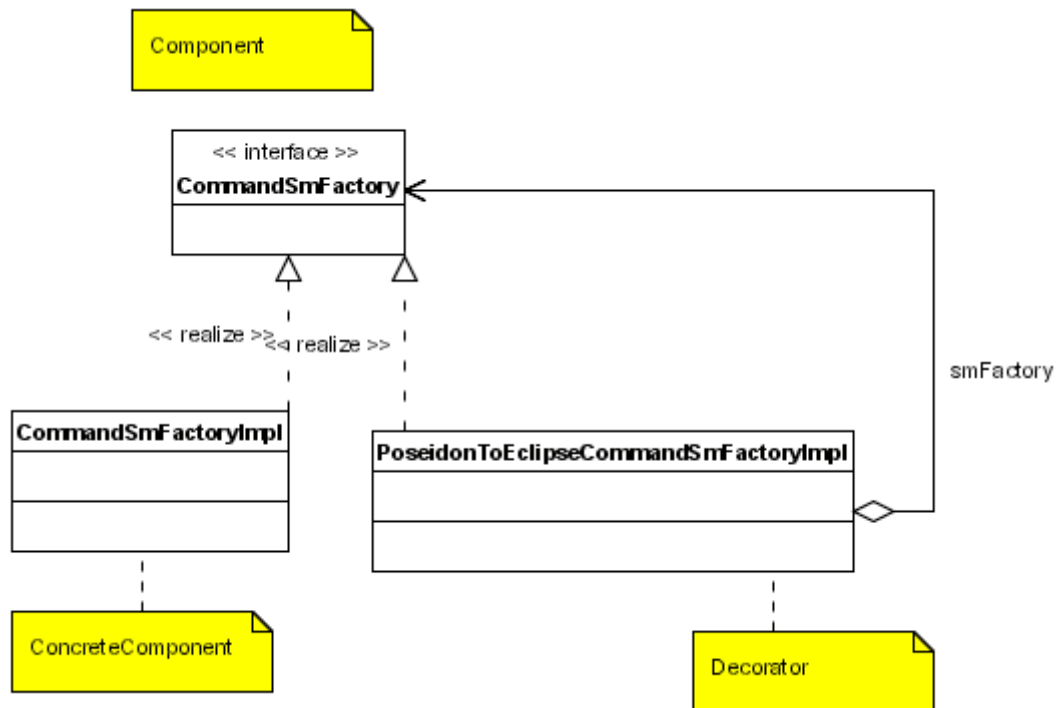 Component
<< interface >>
CommandSmFactory
<< realize >>
<< realize >>
smFactory
CommandSmFactoryImpl
PoseidonToEclipseCommandSmFactoryImpl
ConcreteComponent
Decorator